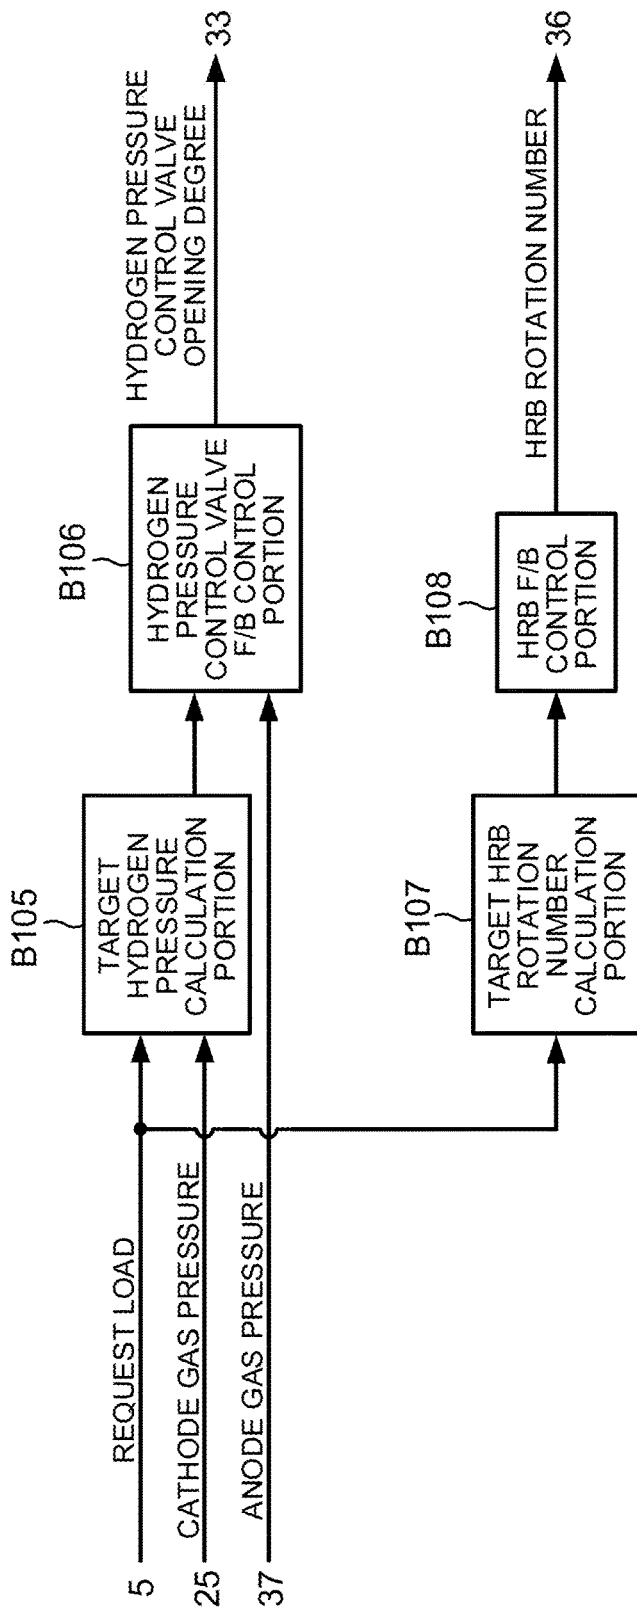 5
REQUEST LOAD
25
CATHODE GAS PRESSURE
37
ANODE GAS PRESSURE
B105
TARGET
HYDROGEN
PRESSURE
CALCULATION
PORTION
B106
HYDROGEN
PRESSURE
CONTROL VALVE
F/B CONTROL
PORTION
HYDROGEN PRESSURE
CONTROL VALVE
OPENING DEGREE
33
B107
TARGET HRB
ROTATION
NUMBER
CALCULATION
PORTION
B108
HRB F/B
CONTROL
PORTION
HRB ROTATION NUMBER
36